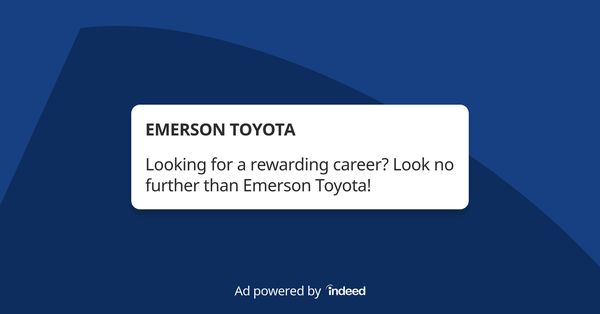 EMERSON TOYOTA
Looking for a rewarding career? Look no
further than Emerson Toyota!
Ad powered by indeed